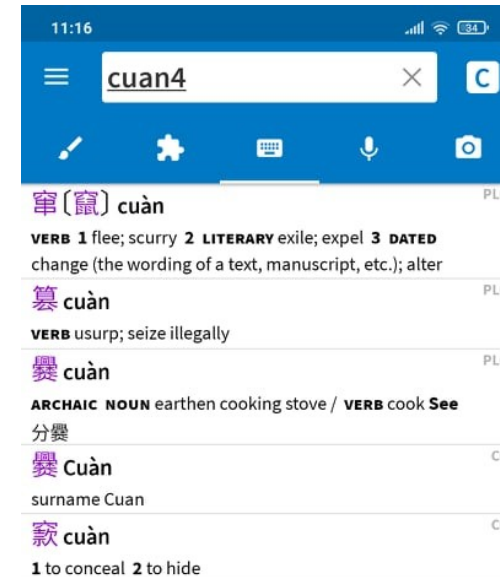 11:16
34
cuan4
C
窜〔竄〕 cuàn
PL
VERB 1 flee; scurry 2 LITERARY exile; expel 3 DATED
change (the wording of a text, manuscript, etc.); alter
篡 cuàn
PL
VERB usurp; seize illegally
爨 cuàn
PL
ARCHAIC NOUN earthen cooking stove / VERB cook See
分爨
爨 Cuàn
C
surname Cuan
窾 cuàn
C
1 to conceal 2 to hide